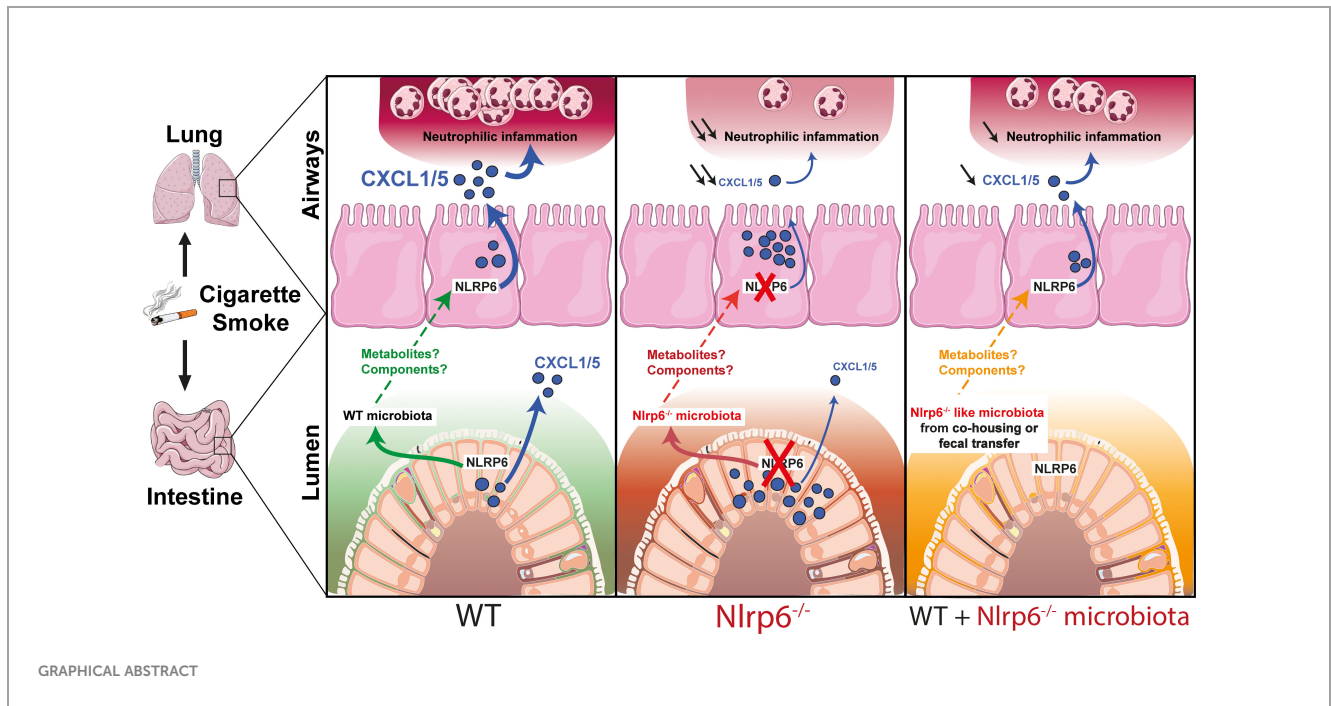 Lung
Cigarette
Smoke
Intestine
Airways
Lumen
Neutrophilic infammation
CXCL1/5
NLRP6
Metabolites?
Components?
CXCL1/5
WT microbiota
NLRP6
WT
Neutrophilic infammation
CXCL1/5
NLRP6
Metabolites?
Components?
CXCL1/5
Nlrp6-/- microbiota
NLRP6
Nlrp6-/-
Neutrophilic infammation
CXCL1/5
NLRP6
Metabolites?
Components?
Nlrp6-/- like microbiota
from co-housing or
fecal transfer
NLRP6
WT + Nlrp6-/- microbiota
GRAPHICAL ABSTRACT